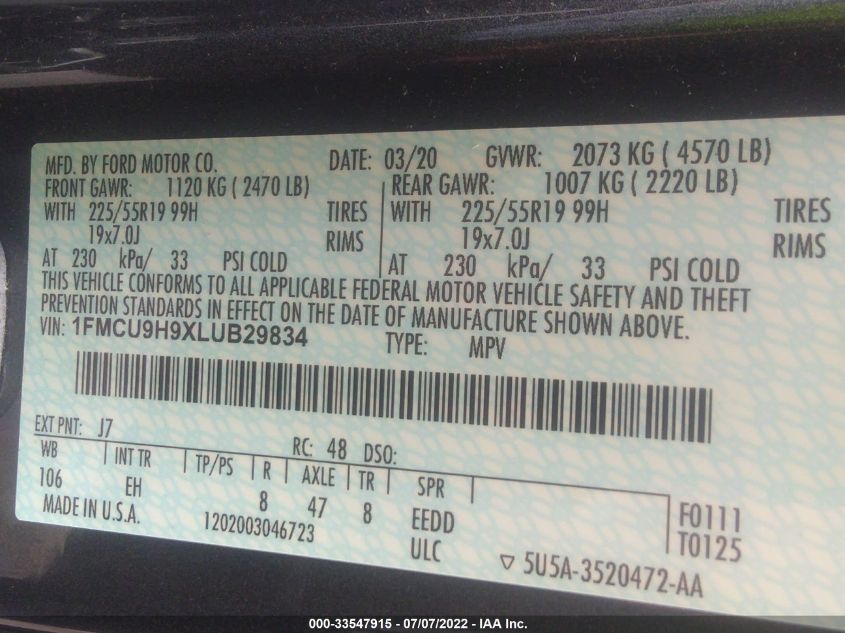 MFD. BY FORD MOTOR CO. DATE: 03/20 GVWR: 2073 KG ( 4570 LB)
FRONT GAWR: 1120 KG ( 2470 LB) REAR GAWR: 1007 KG ( 2220 LB)
WITH 225/55R19 99H TIRES WITH 225/55R19 99H TIRES
19x7.0J RIMS 19x7.0J RIMS
AT 230 kPa/ 33 PSI COLD AT 230 kPa/ 33 PSI COLD
THIS VEHICLE CONFORMS TO ALL APPLICABLE FEDERAL MOTOR VEHICLE SAFETY AND THEFT
PREVENTION STANDARDS IN EFFECT ON THE DATE OF MANUFACTURE SHOWN ABOVE.
VIN: 1FMCU9H9XLUB29834 TYPE: MPV
EXT PNT: J7 RC: 48 DSO:
WB INT TR TP/PS R AXLE TR SPR
106 EH 8 47 8 EEDD F0111
MADE IN U.S.A. 1202003046723 ULC T0125
▽ 5U5A-3520472-AA
000-33547915 - 07/07/2022 - IAA Inc.